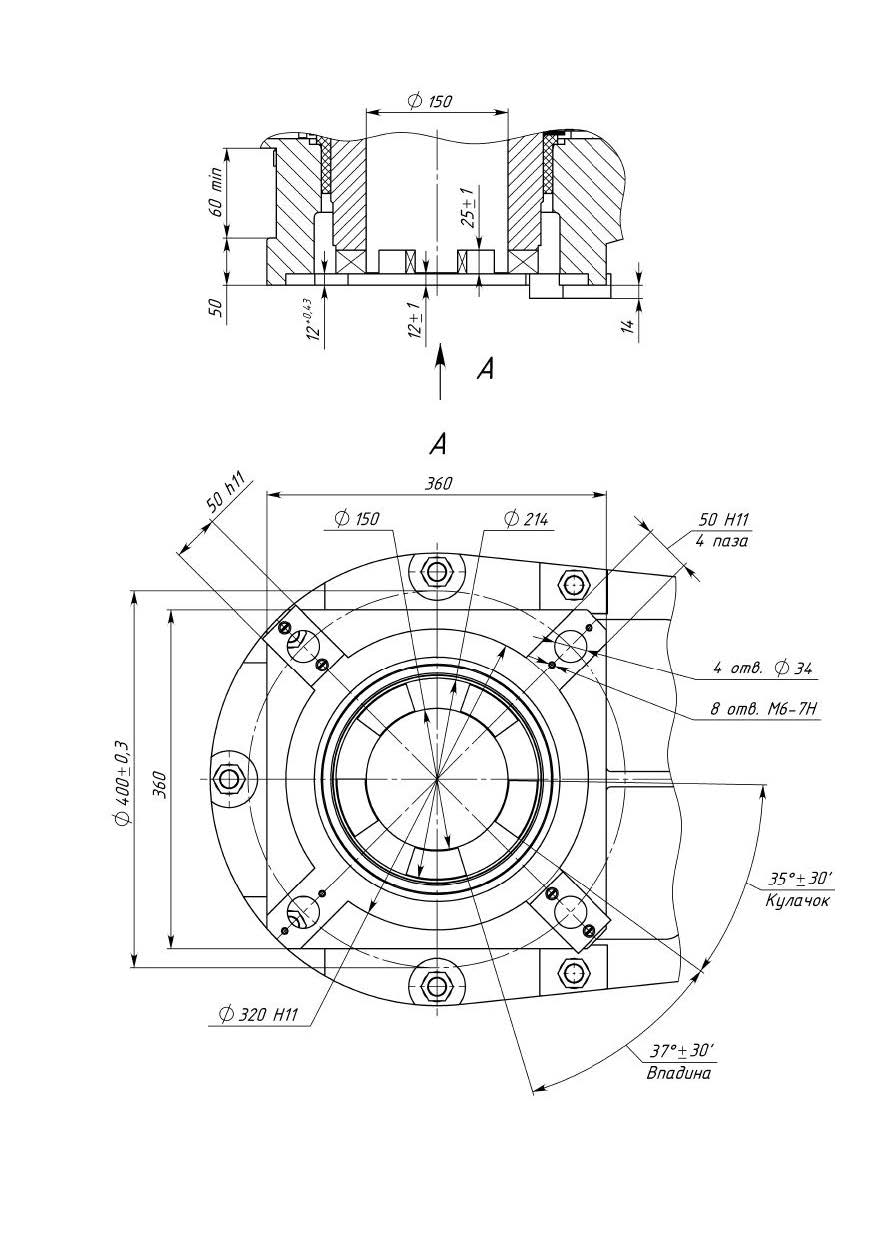 ⌀ 150
60 min
50
25±1
12⁺⁰·⁴³
12±1
14
А
А
50 h11
360
⌀ 150
⌀ 214
50 Н11
4 паза
4 отв. ⌀ 34
8 отв. М6-7Н
⌀ 400±0,3
360
35°±30′
Кулачок
⌀ 320 Н11
37°±30′
Впадина